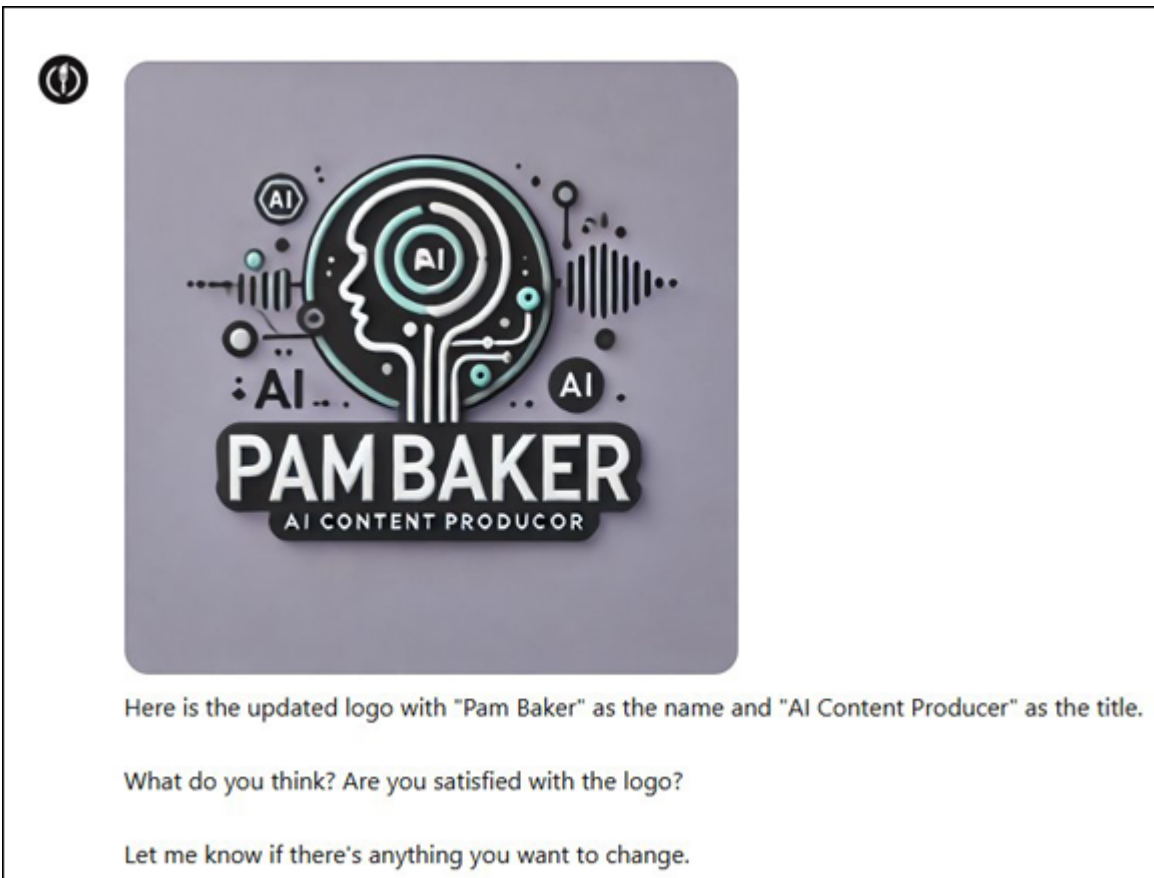 AI
AI
AI
AI
PAM BAKER
AI CONTENT PRODUCOR
Here is the updated logo with "Pam Baker" as the name and "AI Content Producer" as the title.
What do you think? Are you satisfied with the logo?
Let me know if there's anything you want to change.